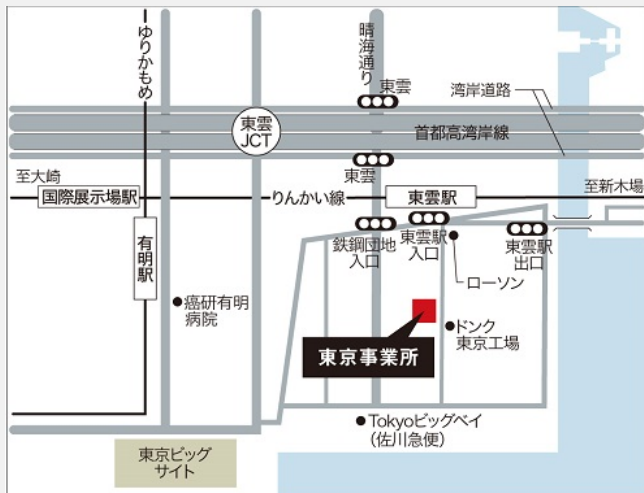 ゆりかもめ
晴海通り
東雲
湾岸道路
東雲
JCT
首都高湾岸線
東雲
至大崎
国際展示場駅
りんかい線
東雲駅
至新木場
有明駅
鉄鋼団地
入口
東雲駅
入口
東雲駅
出口
ローソン
癌研有明
病院
ドンク
東京工場
東京事業所
Tokyoビッグベイ
(佐川急便)
東京ビッグ
サイト